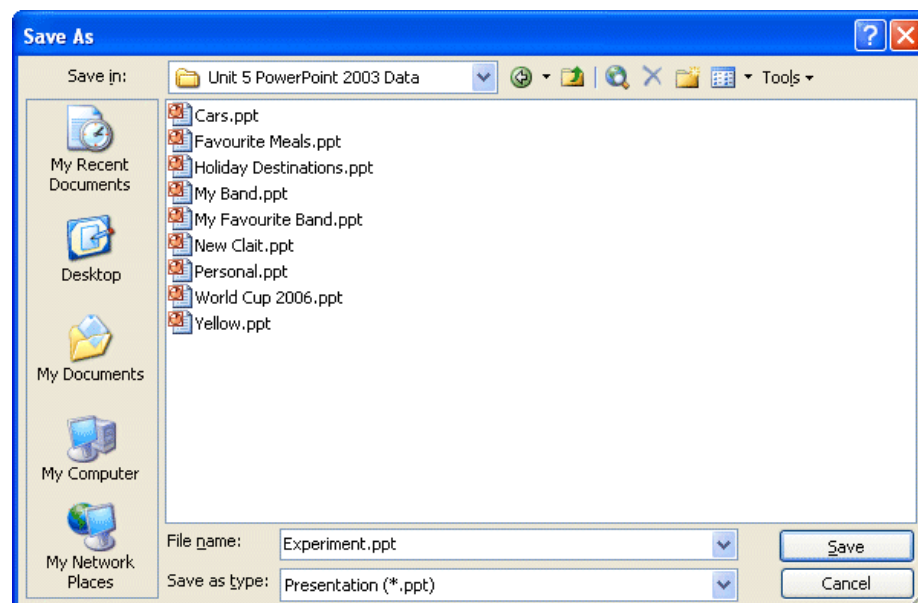 Save As
Save in:
Unit 5 PowerPoint 2003 Data
Tools
My Recent
Documents
Desktop
My Documents
My Computer
My Network
Places
Cars.ppt
Favourite Meals.ppt
Holiday Destinations.ppt
My Band.ppt
My Favourite Band.ppt
New Clait.ppt
Personal.ppt
World Cup 2006.ppt
Yellow.ppt
File name:
Experiment.ppt
Save
Save as type:
Presentation (*.ppt)
Cancel